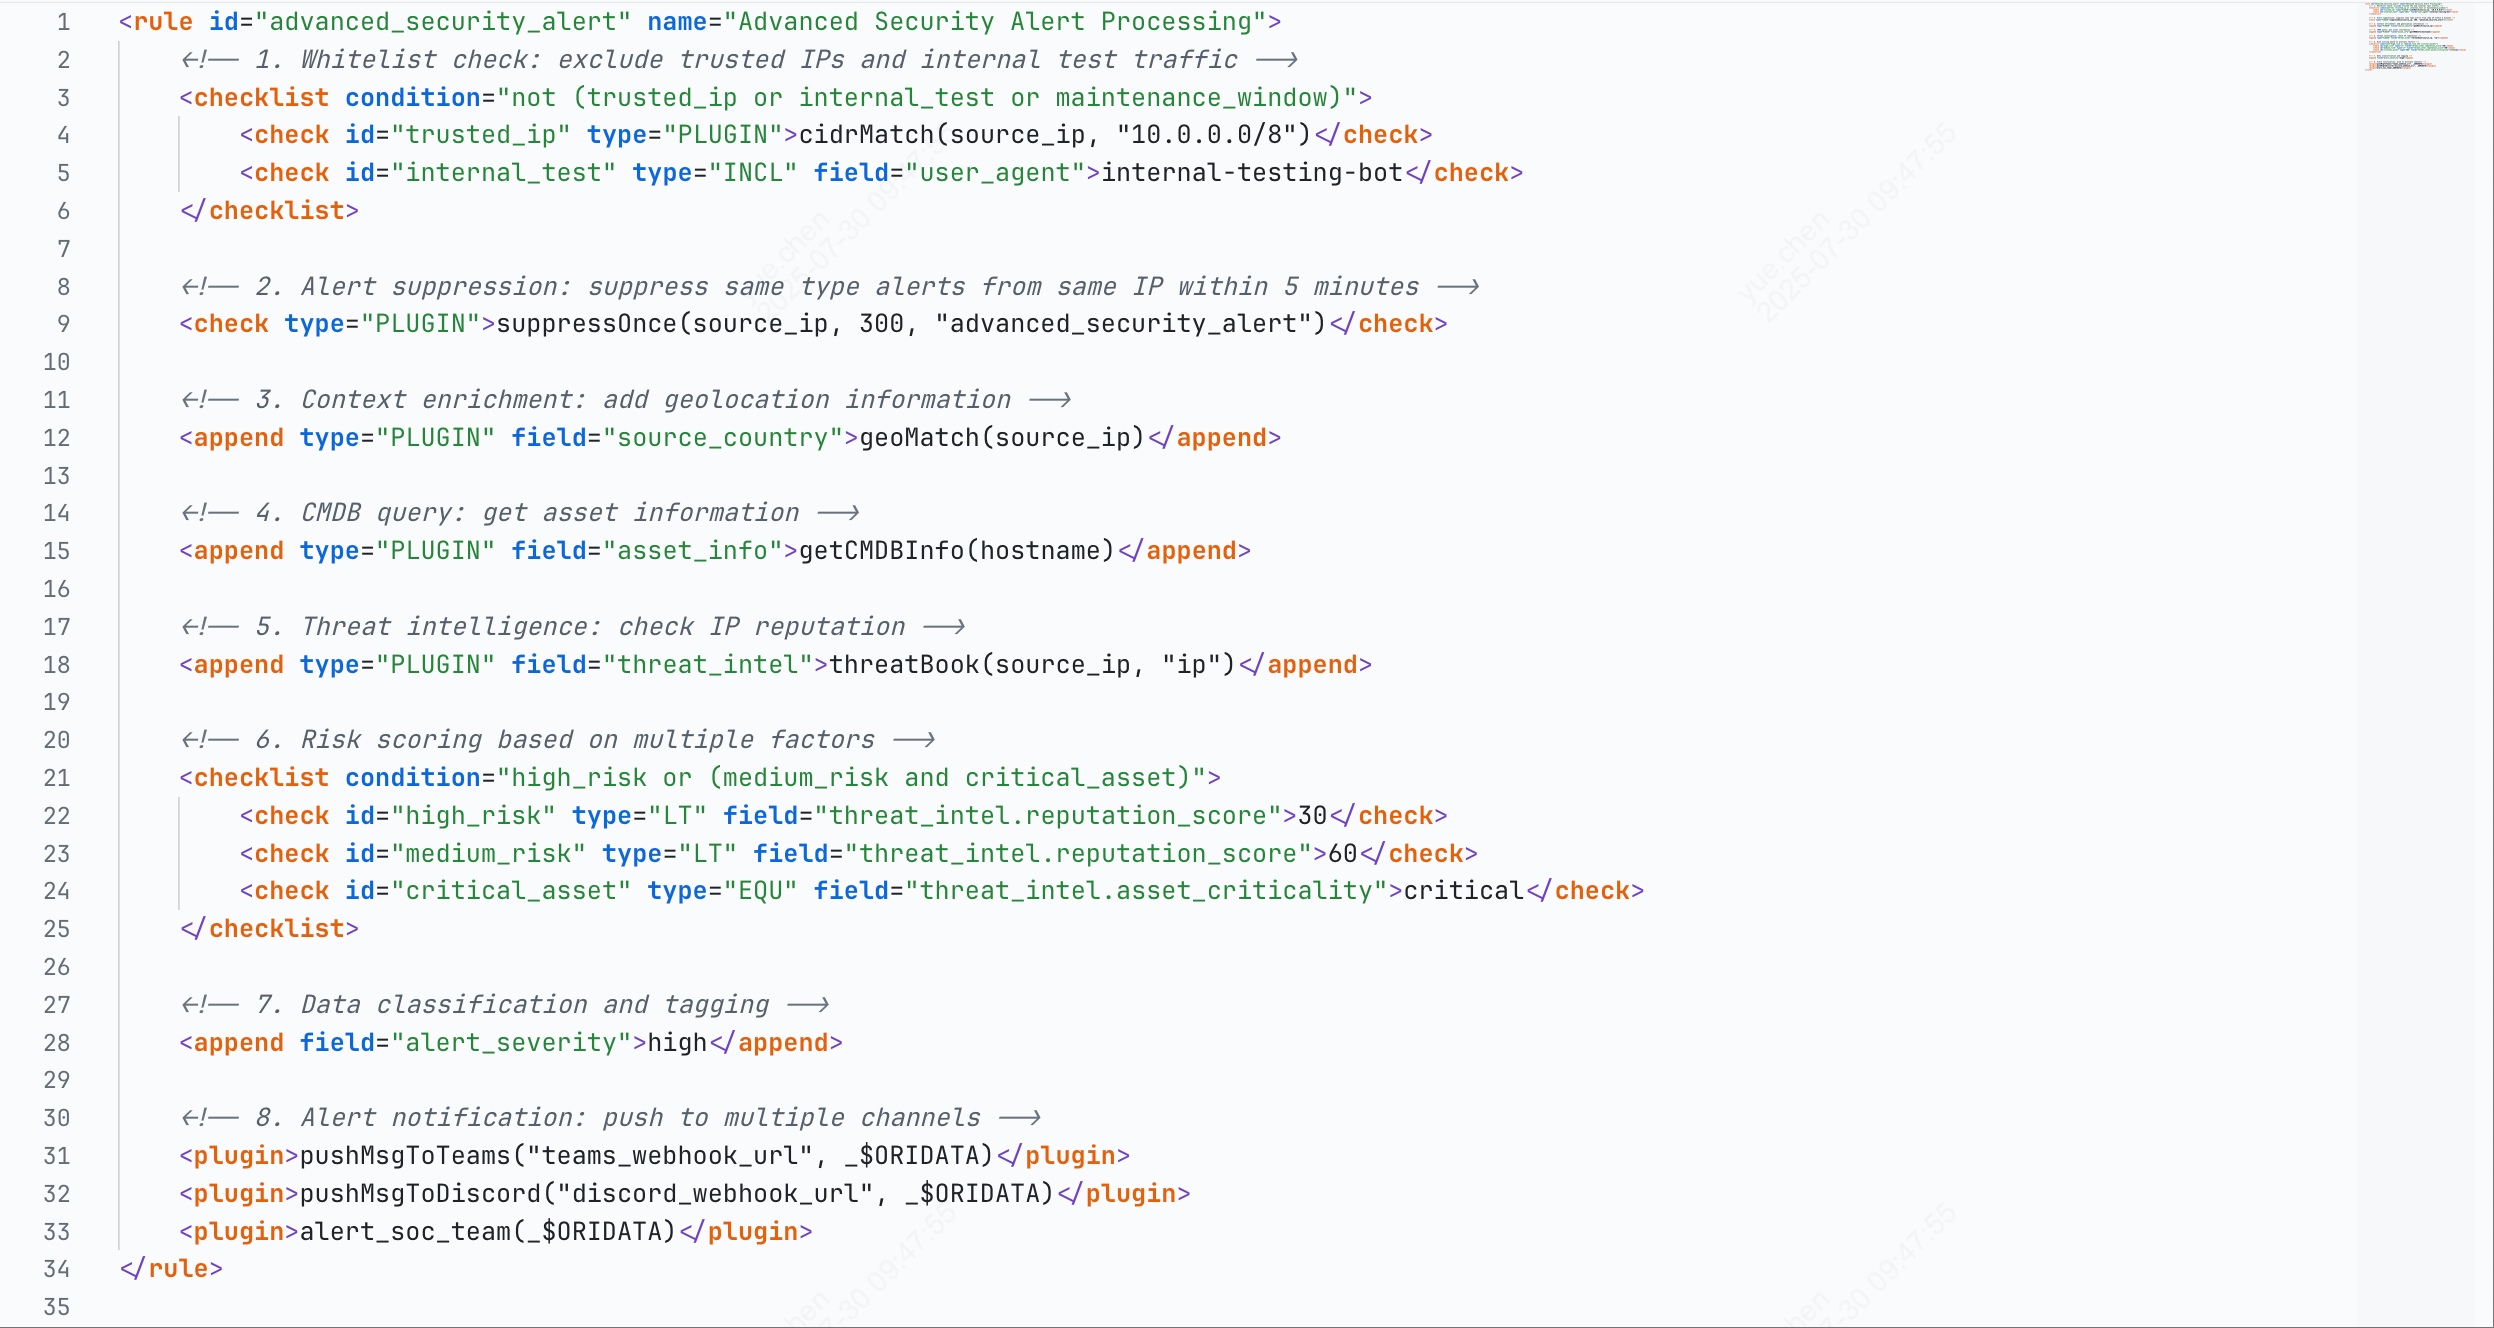 1 <rule id="advanced_security_alert" name="Advanced Security Alert Processing">
2 <!-- 1. Whitelist check: exclude trusted IPs and internal test traffic -->
3 <checklist condition="not (trusted_ip or internal_test or maintenance_window)">
4 <check id="trusted_ip" type="PLUGIN">cidrMatch(source_ip, "10.0.0.0/8")</check>
5 <check id="internal_test" type="INCL" field="user_agent">internal-testing-bot</check>
6 </checklist>
7
8 <!-- 2. Alert suppression: suppress same type alerts from same IP within 5 minutes -->
9 <check type="PLUGIN">suppressOnce(source_ip, 300, "advanced_security_alert")</check>
10
11 <!-- 3. Context enrichment: add geolocation information -->
12 <append type="PLUGIN" field="source_country">geoMatch(source_ip)</append>
13
14 <!-- 4. CMDB query: get asset information -->
15 <append type="PLUGIN" field="asset_info">getCMDBInfo(hostname)</append>
16
17 <!-- 5. Threat intelligence: check IP reputation -->
18 <append type="PLUGIN" field="threat_intel">threatBook(source_ip, "ip")</append>
19
20 <!-- 6. Risk scoring based on multiple factors -->
21 <checklist condition="high_risk or (medium_risk and critical_asset)">
22 <check id="high_risk" type="LT" field="threat_intel.reputation_score">30</check>
23 <check id="medium_risk" type="LT" field="threat_intel.reputation_score">60</check>
24 <check id="critical_asset" type="EQU" field="threat_intel.asset_criticality">critical</check>
25 </checklist>
26
27 <!-- 7. Data classification and tagging -->
28 <append field="alert_severity">high</append>
29
30 <!-- 8. Alert notification: push to multiple channels -->
31 <plugin>pushMsgToTeams("teams_webhook_url", _$ORIDATA)</plugin>
32 <plugin>pushMsgToDiscord("discord_webhook_url", _$ORIDATA)</plugin>
33 <plugin>alert_soc_team(_$ORIDATA)</plugin>
34 </rule>
35
yue.chen
2025-07-30 09:47:55